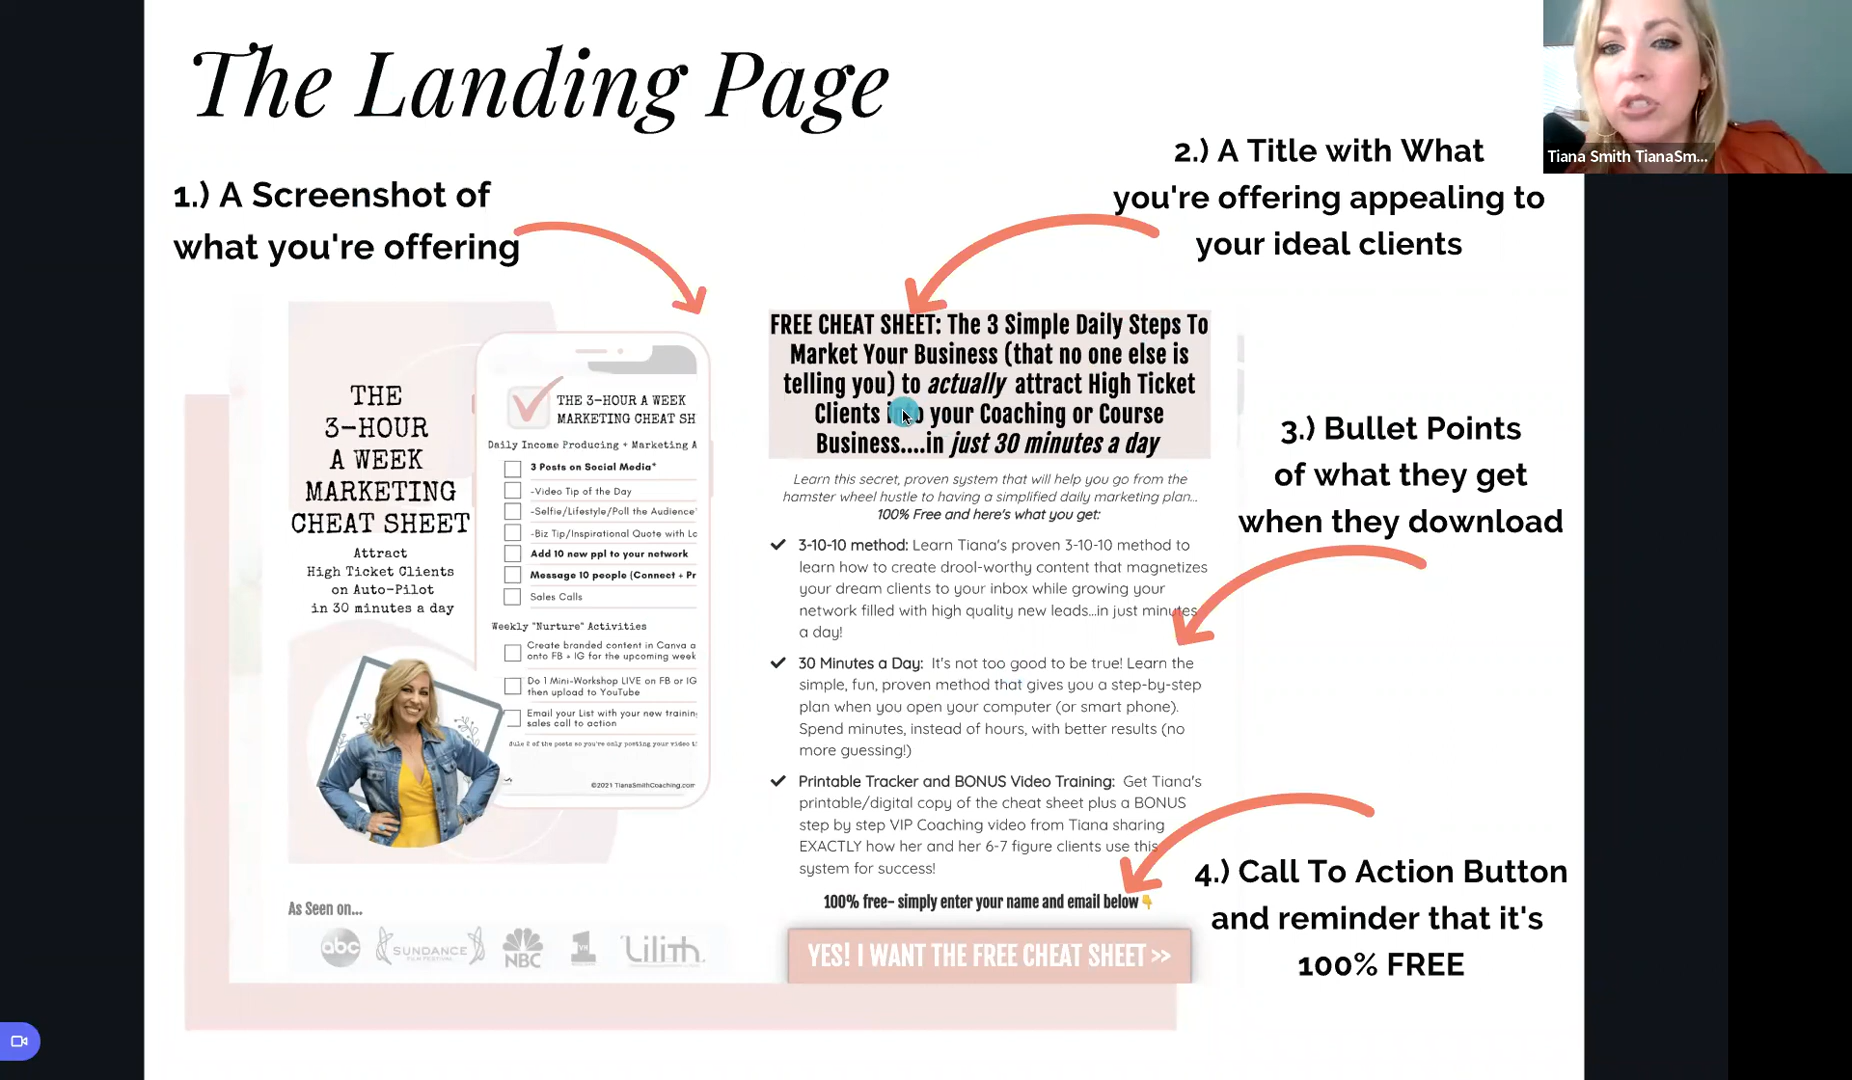 The Landing Page
Tiana Smith TianaSm...
1.) A Screenshot of
what you're offering
2.) A Title with What
you're offering appealing to
your ideal clients
THE
3-HOUR
A WEEK
MARKETING
CHEAT SHEET
Attract
High Ticket Clients
on Auto-Pilot
in 30 minutes a day
THE 3-HOUR A WEEK
MARKETING CHEAT SH
Daily Income Producing + Marketing A
3 Posts on Social Media*
-Video Tip of the Day
-Selfie/Lifestyle/Poll the Audience*
-Biz Tip/Inspirational Quote with Lo
Add 10 new ppl to your network
Message 10 people (Connect + Pr
Sales Calls
Weekly "Nurture" Activities
Create branded content in Canva a
onto FB + IG for the upcoming week
Do 1 Mini-Workshop LIVE on FB or IG
then upload to YouTube
Email your List with your new training
sales call to action
of the posts so you're only posting your video
©2021 TianaSmithCoaching.com
As Seen on...
abc
SUNDANCE
FILM FESTIVAL
NBC
VH
1
Lilith
FREE CHEAT SHEET: The 3 Simple Daily Steps To
Market Your Business (that no one else is
telling you) to actually attract High Ticket
Clients into your Coaching or Course
Business....in just 30 minutes a day
Learn this secret, proven system that will help you go from the
hamster wheel hustle to having a simplified daily marketing plan...
100% Free and here's what you get:
3-10-10 method: Learn Tiana's proven 3-10-10 method to
learn how to create drool-worthy content that magnetizes
your dream clients to your inbox while growing your
network filled with high quality new leads...in just minutes
a day!
30 Minutes a Day: It's not too good to be true! Learn the
simple, fun, proven method that gives you a step-by-step
plan when you open your computer (or smart phone).
Spend minutes, instead of hours, with better results (no
more guessing!)
Printable Tracker and BONUS Video Training: Get Tiana's
printable/digital copy of the cheat sheet plus a BONUS
step by step VIP Coaching video from Tiana sharing
EXACTLY how her and her 6-7 figure clients use this
system for success!
100% free- simply enter your name and email below👇
YES! I WANT THE FREE CHEAT SHEET >>
3.) Bullet Points
of what they get
when they download
4.) Call To Action Button
and reminder that it's
100% FREE